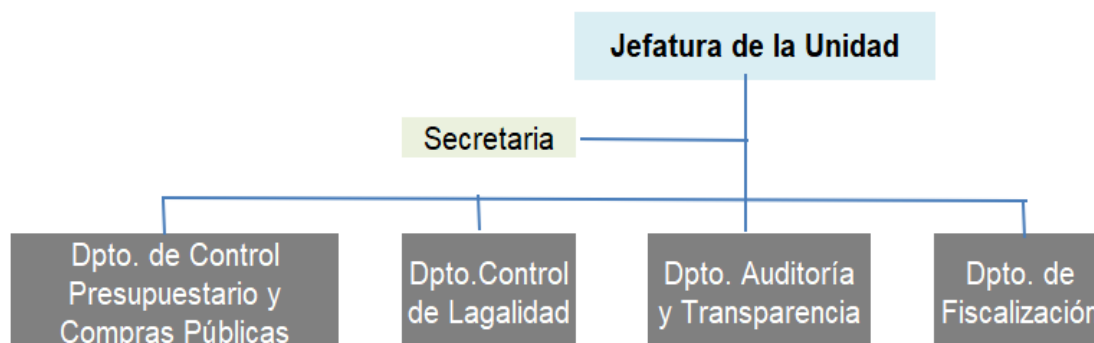 Jefatura de la Unidad
Secretaria
Dpto. de Control
Presupuestario y
Compras Públicas
Dpto.Control
de Lagalidad
Dpto. Auditoría
y Transparencia
Dpto. de
Fiscalización